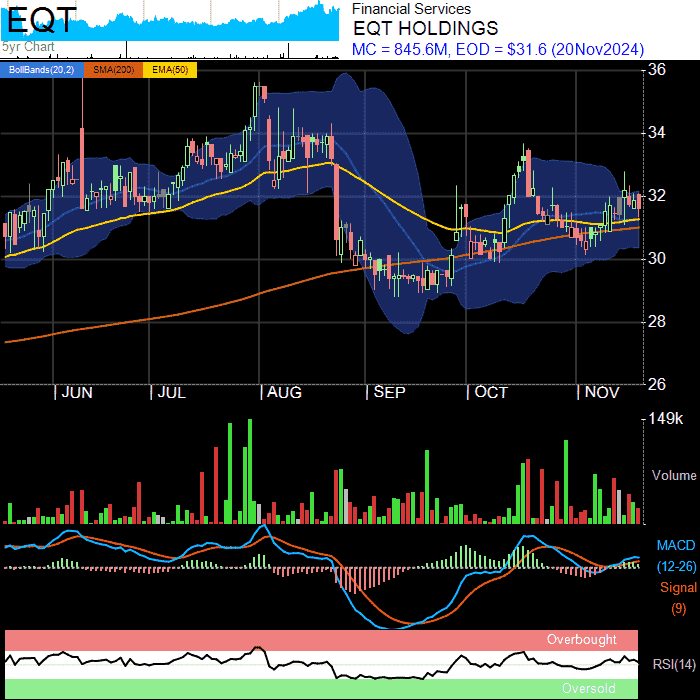 EQT
5yr Chart
Financial Services
EQT HOLDINGS
MC = 845.6M, EOD = $31.6 (20Nov2024)
BollBands(20,2) SMA(200) EMA(50)
36
34
32
30
28
26
JUN JUL AUG SEP OCT NOV
149k
Volume
MACD
(12-26)
Signal
(9)
Overbought
RSI(14)
Oversold